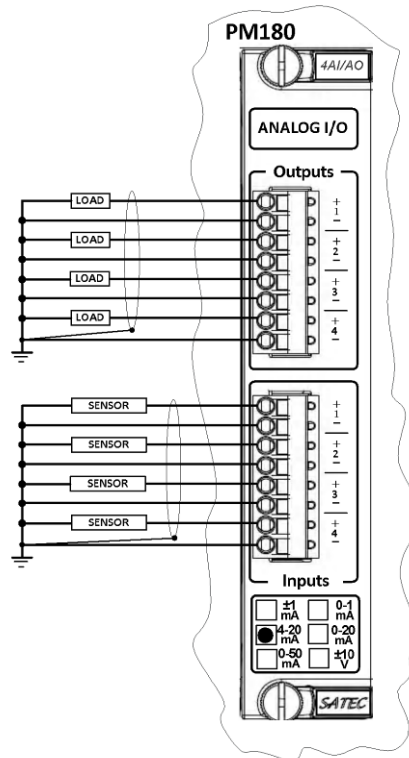 PM180
4AI/AO
ANALOG I/O
Outputs
LOAD
+
1
-
LOAD
+
2
-
LOAD
+
3
-
LOAD
+
4
-
SENSOR
+
1
-
SENSOR
+
2
-
SENSOR
+
3
-
SENSOR
+
4
-
Inputs
±1 mA
0-1 mA
4-20 mA
0-20 mA
0-50 mA
±10 V
SATEC